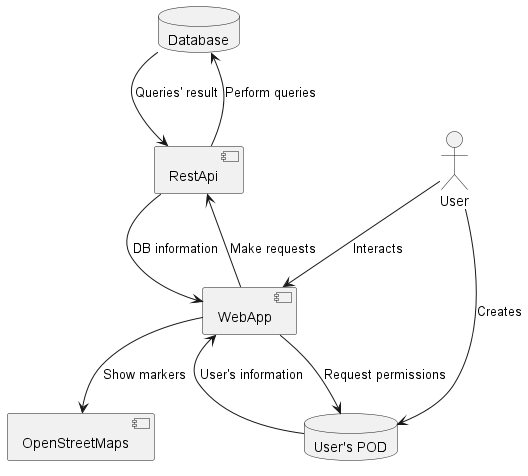 Database
Queries' result
Perform queries
RestApi
User
DB information
Make requests
Interacts
WebApp
Creates
Show markers
User's information
Request permissions
OpenStreetMaps
User's POD